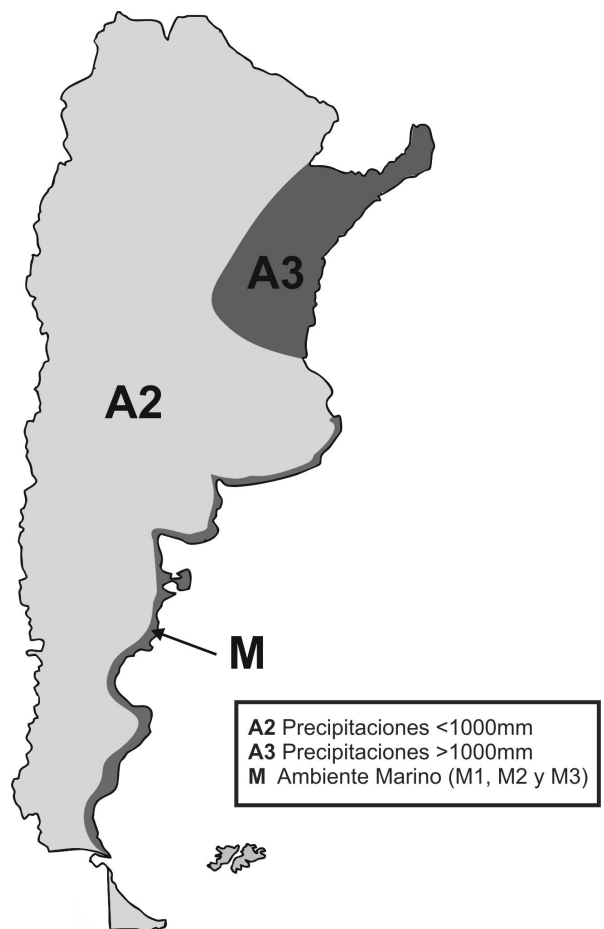 A3
A2
M
A2 Precipitaciones <1000mm
A3 Precipitaciones >1000mm
M Ambiente Marino (M1, M2 y M3)